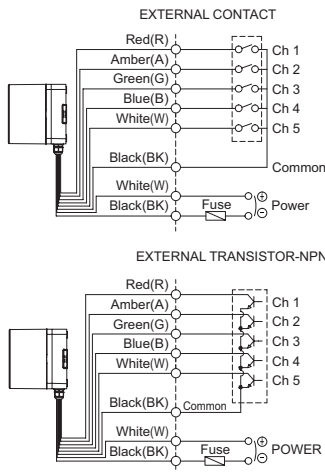 EXTERNAL CONTACT
Red(R)
Amber(A)
Green(G)
Blue(B)
White(W)
Black(BK)
White(W)
Black(BK)
Ch 1
Ch 2
Ch 3
Ch 4
Ch 5
Common
Fuse
⊕
⊖
Power
EXTERNAL TRANSISTOR-NPN
Red(R)
Amber(A)
Green(G)
Blue(B)
White(W)
Black(BK)
White(W)
Black(BK)
Ch 1
Ch 2
Ch 3
Ch 4
Ch 5
Common
Fuse
⊕
⊖
POWER